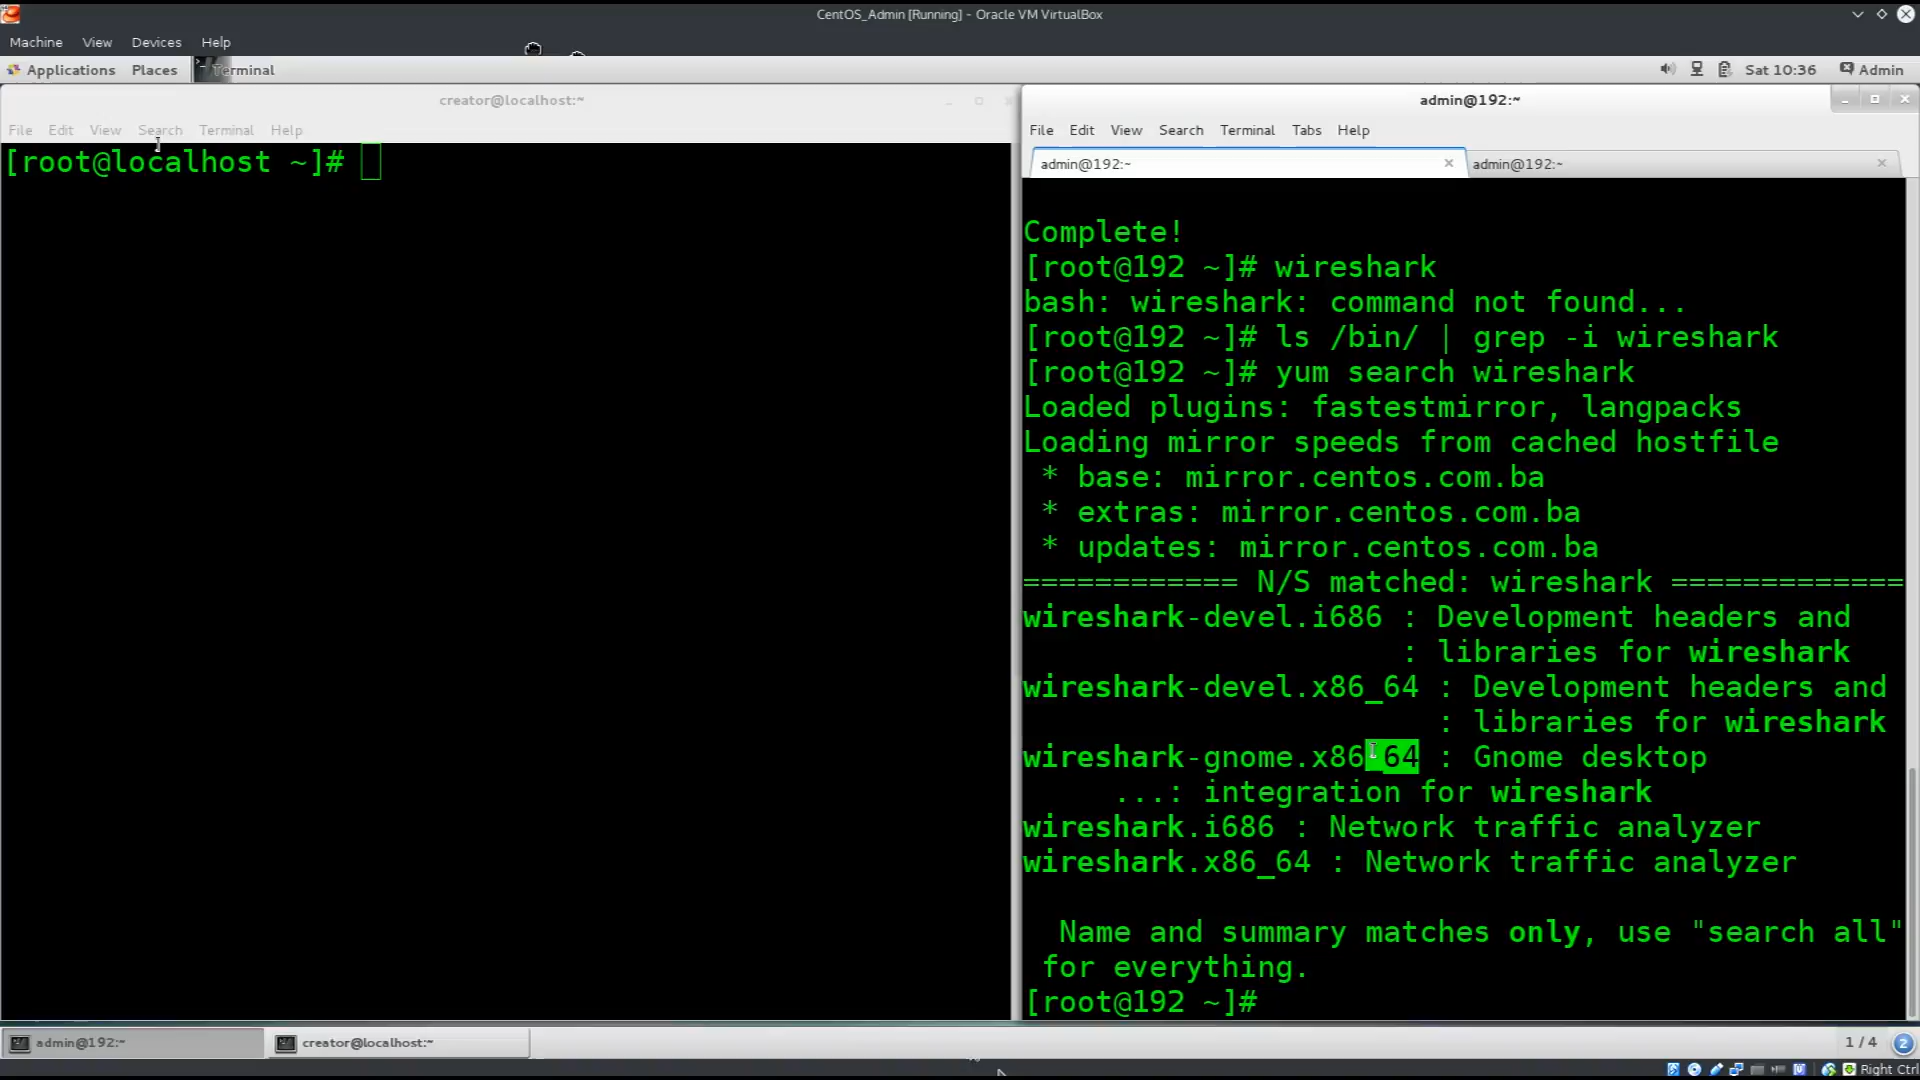 CentOS_Admin [Running] - Oracle VM VirtualBox
Machine View Devices Help
Applications Places Terminal Sat 10:36 Admin
creator@localhost:~
File Edit View Search Terminal Help
[root@localhost ~]#
admin@192:~
File Edit View Search Terminal Tabs Help
admin@192:~ admin@192:~
Complete!
[root@192 ~]# wireshark
bash: wireshark: command not found...
[root@192 ~]# ls /bin/ | grep -i wireshark
[root@192 ~]# yum search wireshark
Loaded plugins: fastestmirror, langpacks
Loading mirror speeds from cached hostfile
 * base: mirror.centos.com.ba
 * extras: mirror.centos.com.ba
 * updates: mirror.centos.com.ba
============ N/S matched: wireshark =============
wireshark-devel.i686 : Development headers and
: libraries for wireshark
wireshark-devel.x86_64 : Development headers and
: libraries for wireshark
wireshark-gnome.x86_64 : Gnome desktop
...: integration for wireshark
wireshark.i686 : Network traffic analyzer
wireshark.x86_64 : Network traffic analyzer
Name and summary matches only, use "search all"
for everything.
[root@192 ~]#
admin@192:~ creator@localhost:~ 1 / 4 2
Right Ctrl